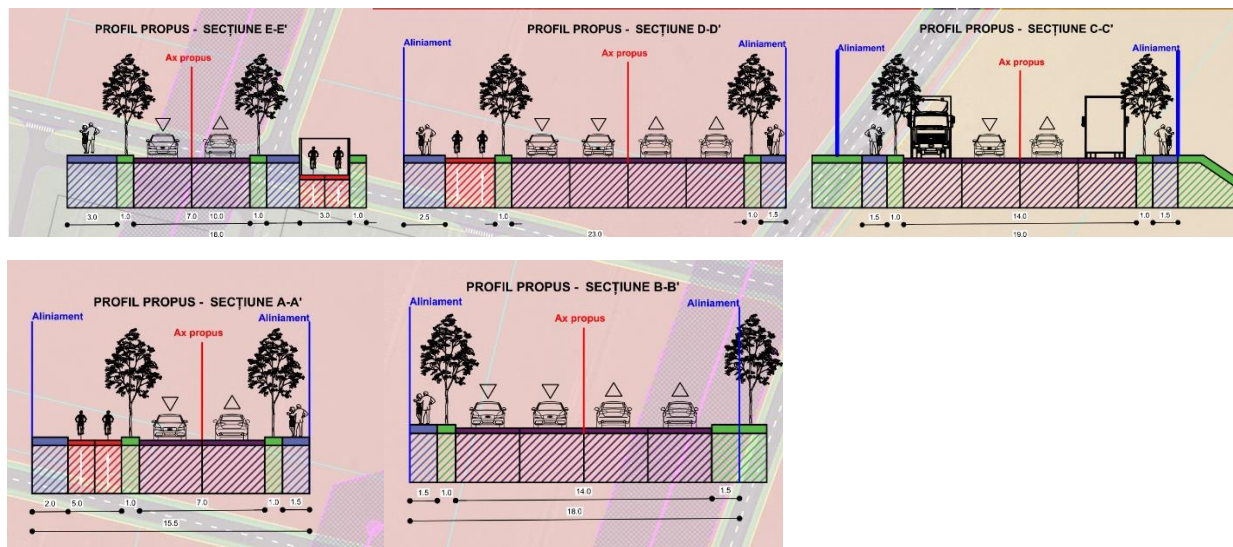 PROFIL PROPUS - SECȚIUNE E-E'
Ax propus
3.0 1.0 7.0 10.0 1.0 3.0 1.0
18.0
PROFIL PROPUS - SECȚIUNE D-D'
Aliniament Aliniament
Ax propus
2.5 1.0 1.0 1.5
23.0
PROFIL PROPUS - SECȚIUNE C-C'
Aliniament Aliniament
Ax propus
1.5 1.0 14.0 1.0 1.5
19.0
PROFIL PROPUS - SECȚIUNE A-A'
Aliniament Aliniament
Ax propus
2.0 5.0 1.0 7.0 1.0 1.5
15.5
PROFIL PROPUS - SECȚIUNE B-B'
Aliniament Aliniament
Ax propus
1.5 1.0 14.0 1.5
18.0